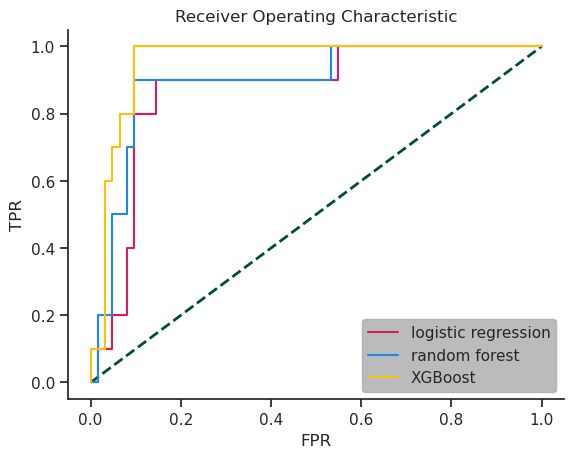 Receiver Operating Characteristic
1.0
0.8
0.6
0.4
0.2
0.0
TPR
0.0 0.2 0.4 0.6 0.8 1.0
FPR
logistic regression
random forest
XGBoost